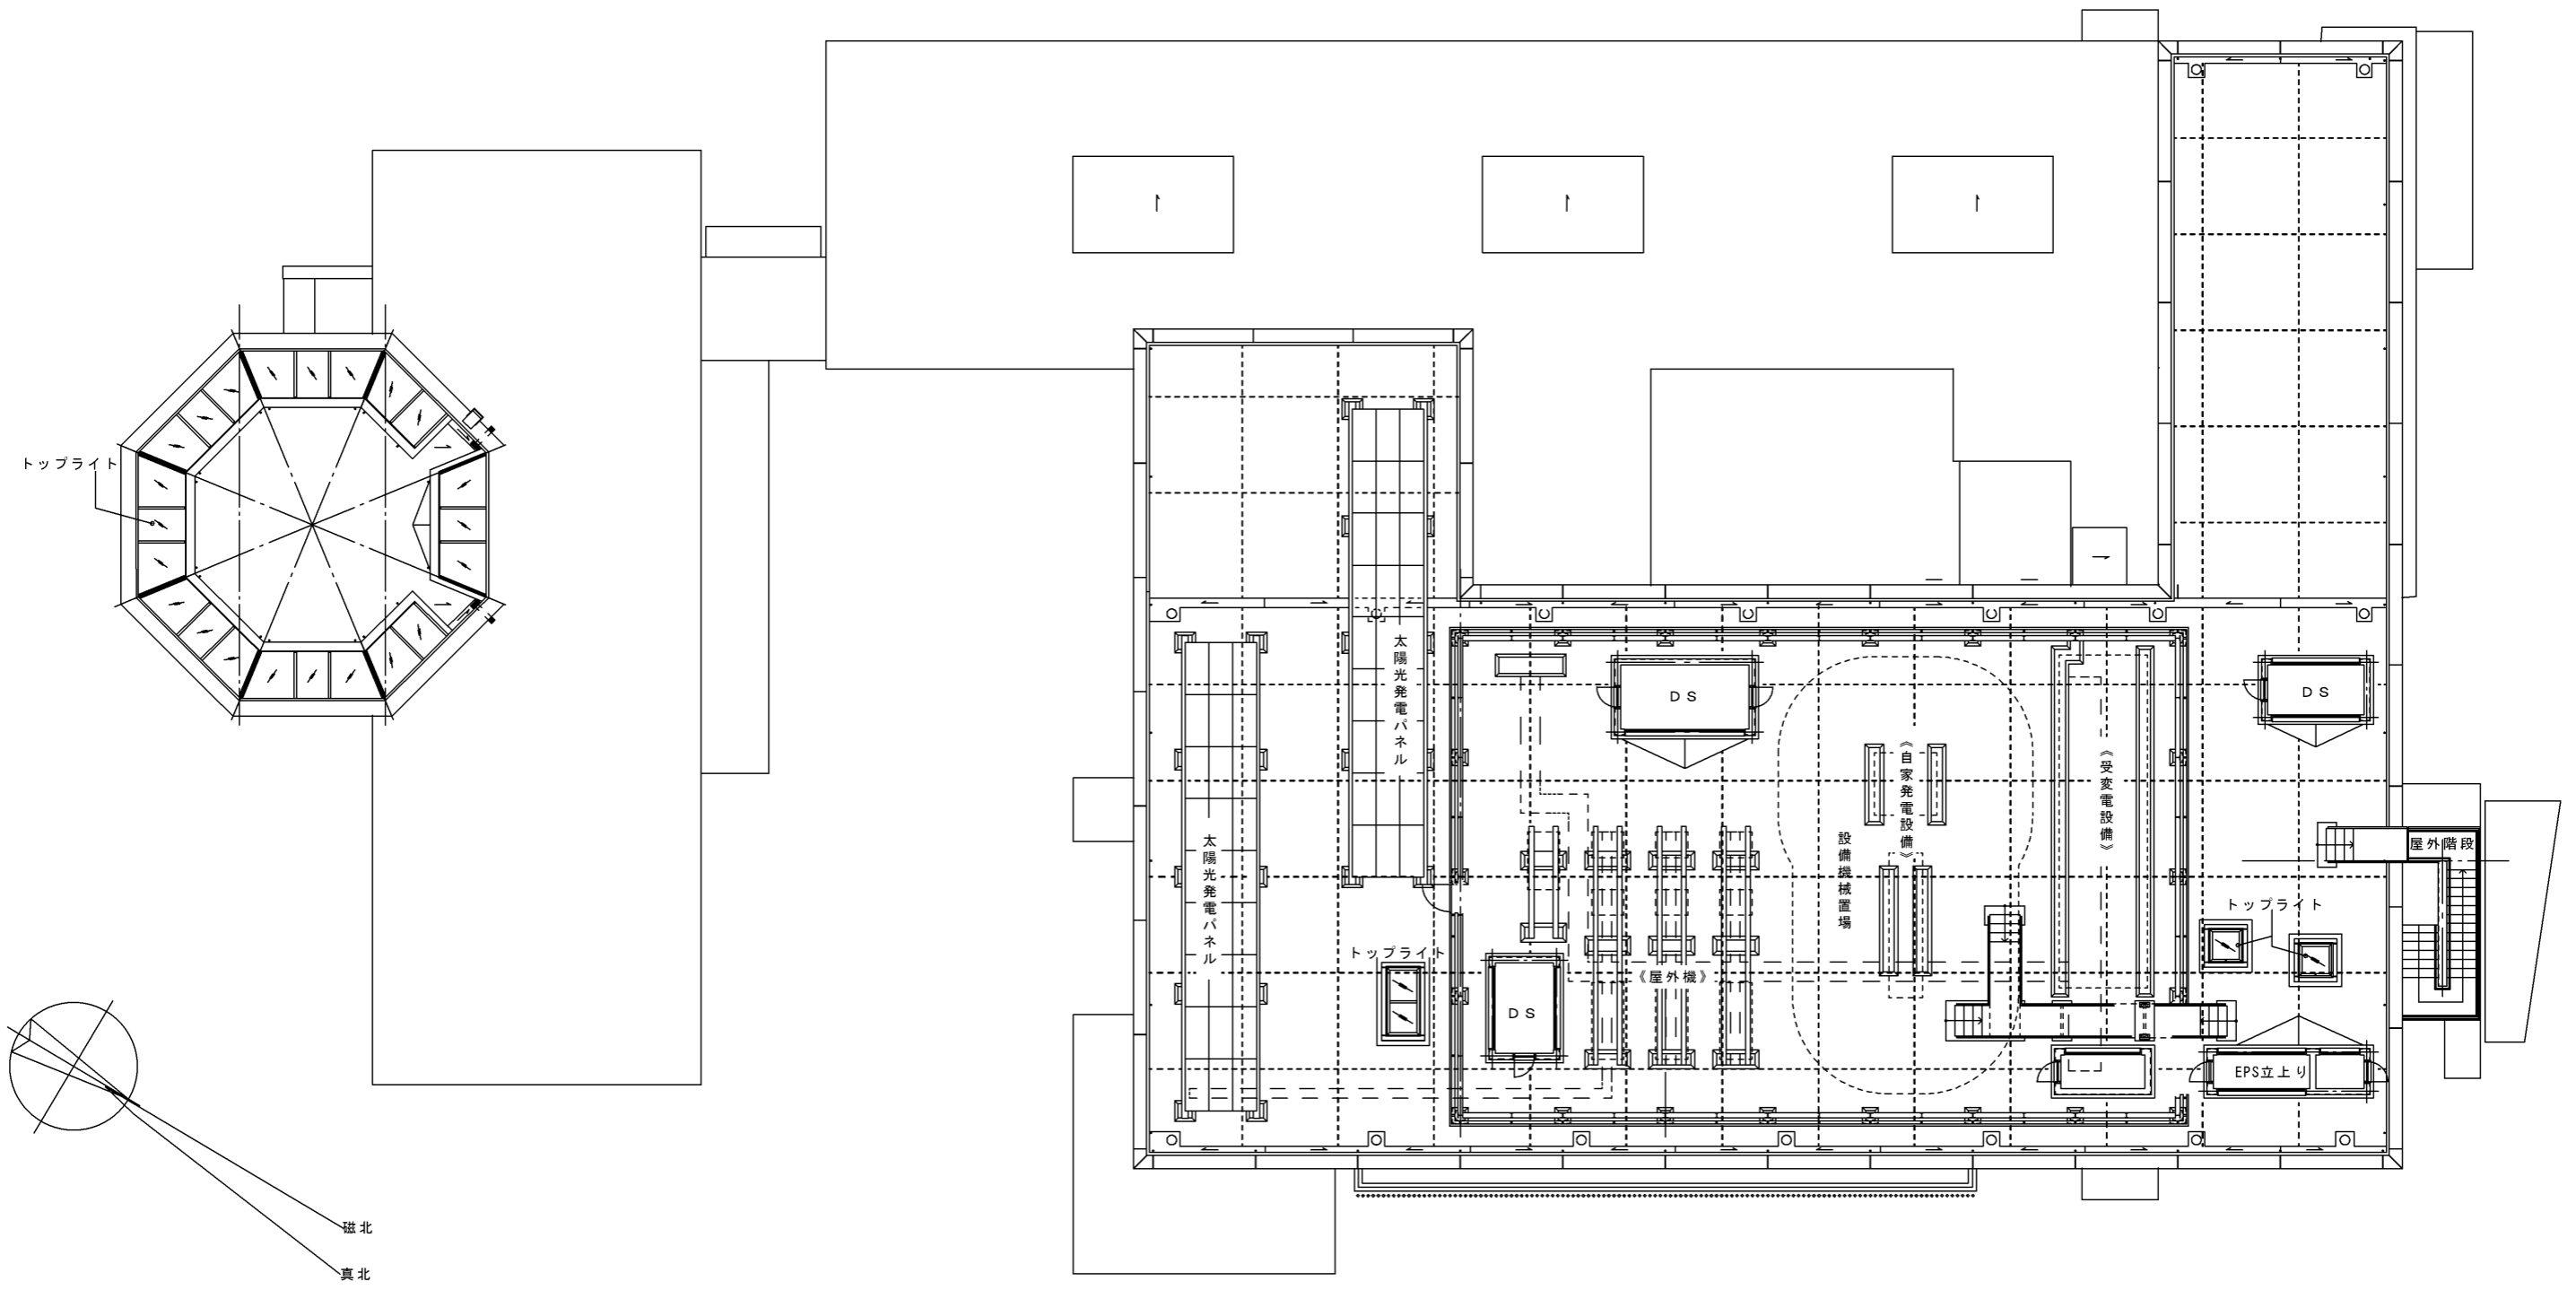 トップライト
太陽光発電パネル
太陽光発電パネル
トップライト
DS
DS
《屋外機》
設備機械置場
《自家発電設備》
《受変電設備》
DS
屋外階段
トップライト
EPS立上り
磁北
真北